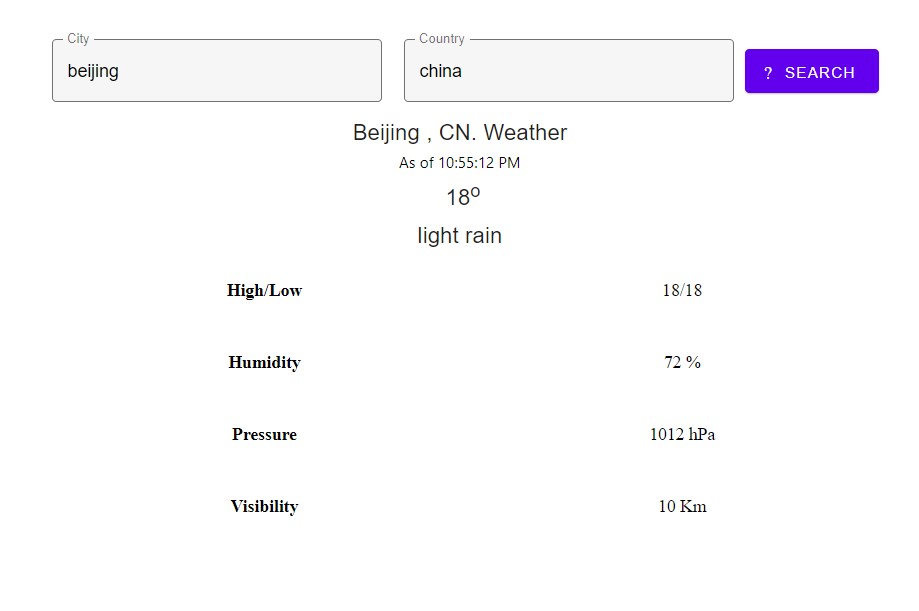 City
beijing
Country
china
? SEARCH
Beijing , CN. Weather
As of 10:55:12 PM
18º
light rain
High/Low 18/18
Humidity 72 %
Pressure 1012 hPa
Visibility 10 Km